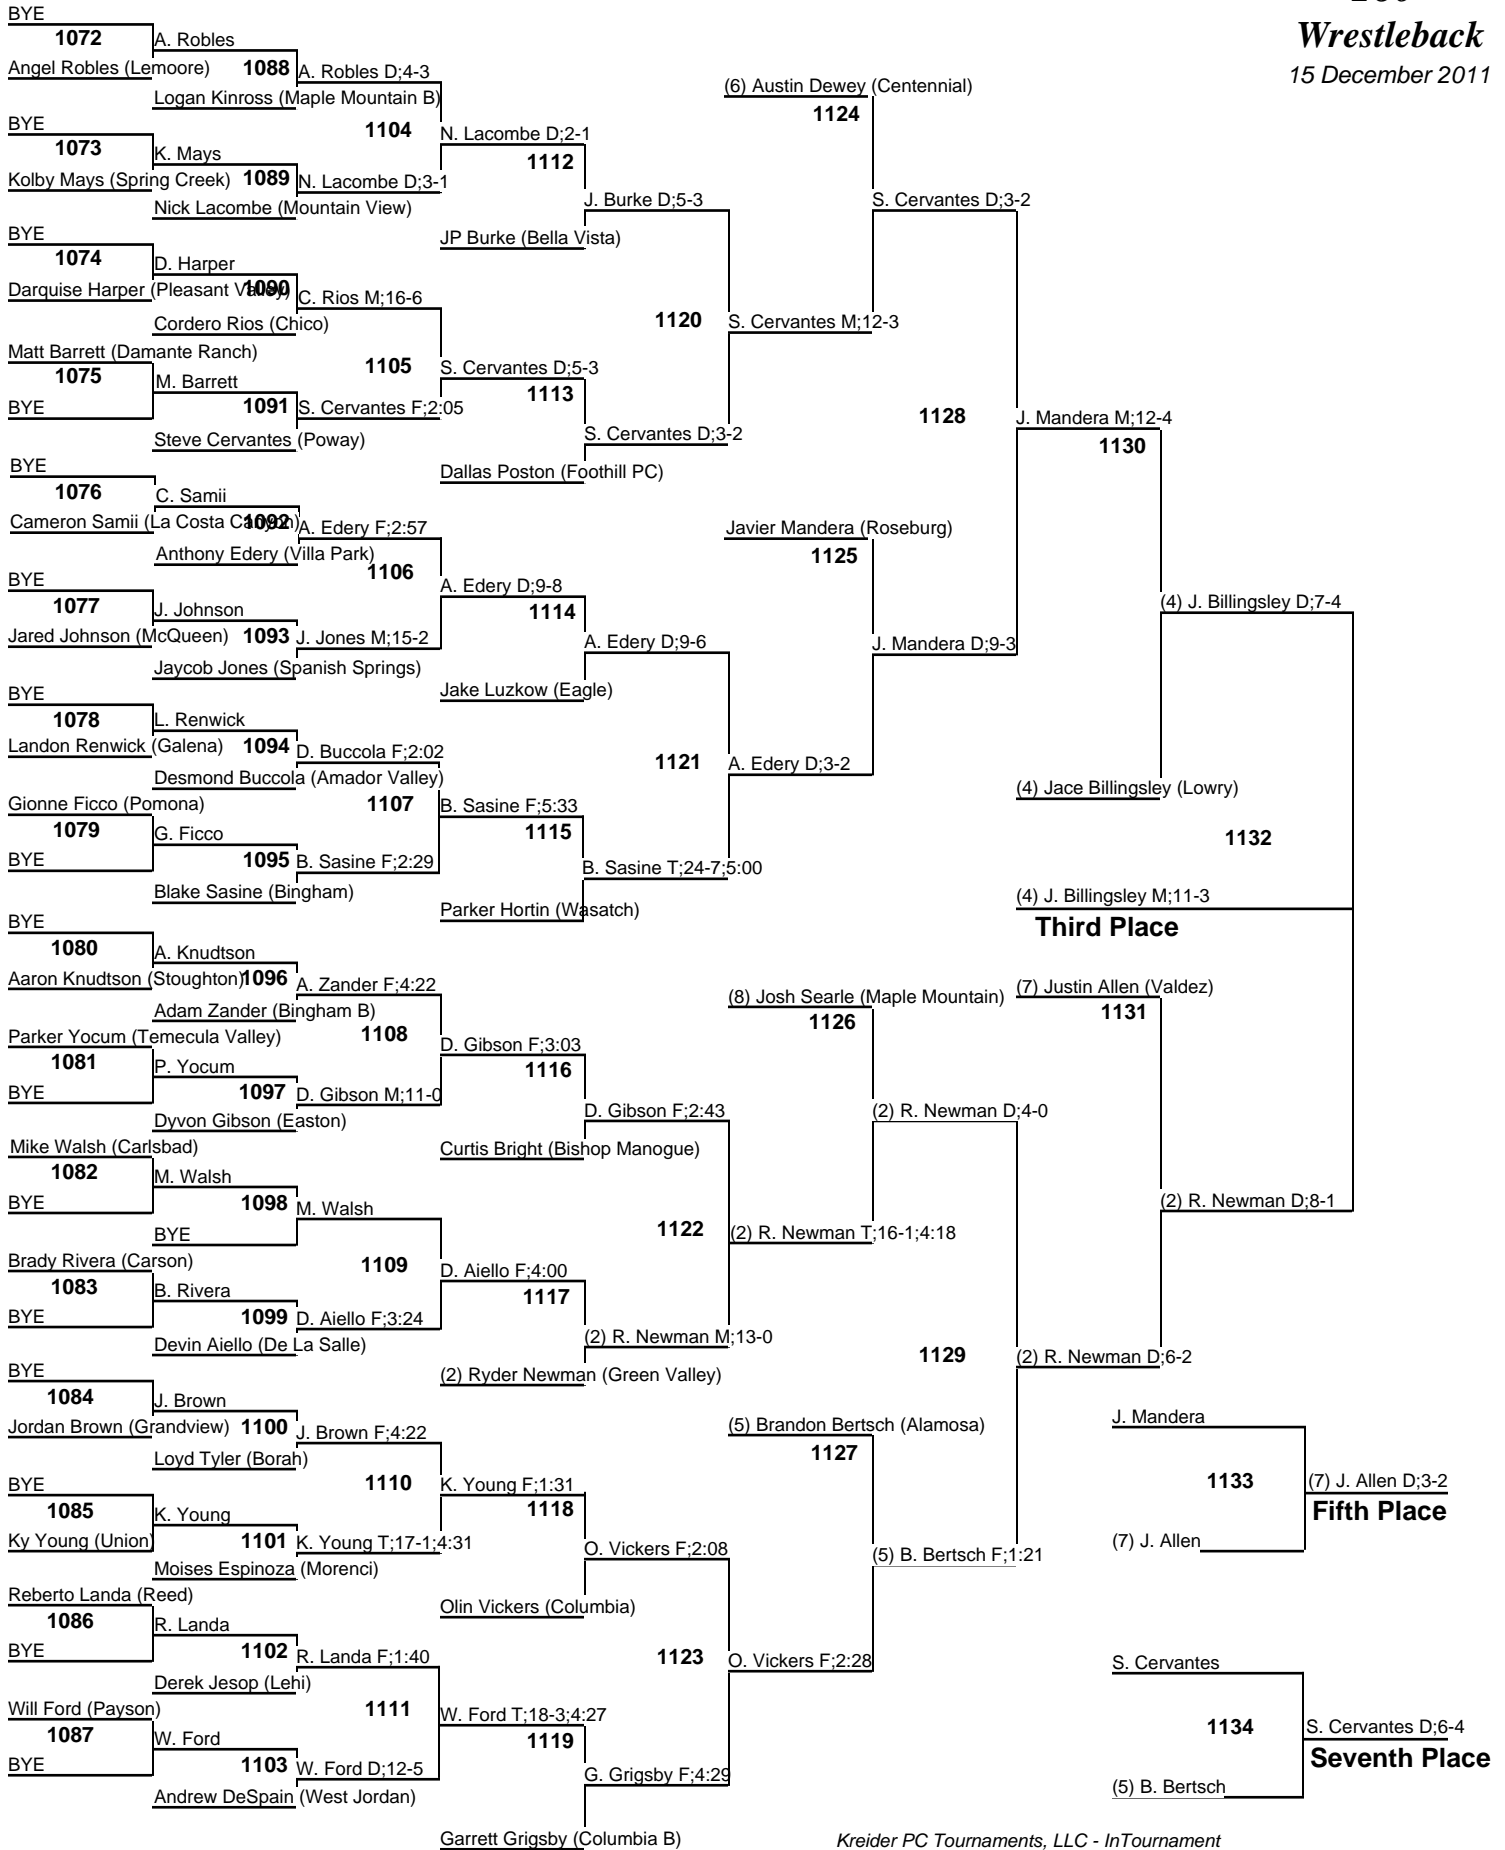 Wrestleback
15 December 2011
BYE
1072
A. Robles
Angel Robles (Lemoore)
1088
A. Robles D;4-3
Logan Kinross (Maple Mountain B)
1104
BYE
1073
K. Mays
Kolby Mays (Spring Creek)
1089
N. Lacombe D;3-1
Nick Lacombe (Mountain View)
N. Lacombe D;2-1
1112
J. Burke D;5-3
JP Burke (Bella Vista)
BYE
1074
D. Harper
Darquise Harper (Pleasant Valley)
1090
C. Rios M;16-6
Cordero Rios (Chico)
1105
Matt Barrett (Damante Ranch)
1075
M. Barrett
BYE
1091
S. Cervantes F;2:05
Steve Cervantes (Poway)
S. Cervantes D;5-3
1113
S. Cervantes D;3-2
Dallas Poston (Foothill PC)
1120
S. Cervantes M;12-3
(6) Austin Dewey (Centennial)
1124
S. Cervantes D;3-2
1128
BYE
1076
C. Samii
Cameron Samii (La Costa Canyon)
1092
A. Edery F;2:57
Anthony Edery (Villa Park)
1106
BYE
1077
J. Johnson
Jared Johnson (McQueen)
1093
J. Jones M;15-2
Jaycob Jones (Spanish Springs)
A. Edery D;9-8
1114
A. Edery D;9-6
Jake Luzkow (Eagle)
BYE
1078
L. Renwick
Landon Renwick (Galena)
1094
D. Buccola F;2:02
Desmond Buccola (Amador Valley)
1107
Gionne Ficco (Pomona)
1079
G. Ficco
BYE
1095
B. Sasine F;2:29
Blake Sasine (Bingham)
B. Sasine F;5:33
1115
B. Sasine T;24-7;5:00
Parker Hortin (Wasatch)
1121
A. Edery D;3-2
Javier Mandera (Roseburg)
1125
J. Mandera D;9-3
J. Mandera M;12-4
1130
(4) J. Billingsley D;7-4
(4) Jace Billingsley (Lowry)
1132
(4) J. Billingsley M;11-3
Third Place
BYE
1080
A. Knudtson
Aaron Knudtson (Stoughton)
1096
A. Zander F;4:22
Adam Zander (Bingham B)
1108
Parker Yocum (Temecula Valley)
1081
P. Yocum
BYE
1097
D. Gibson M;11-0
Dyvon Gibson (Easton)
D. Gibson F;3:03
1116
D. Gibson F;2:43
Curtis Bright (Bishop Manogue)
Mike Walsh (Carlsbad)
1082
M. Walsh
BYE
1098
M. Walsh
BYE
1109
Brady Rivera (Carson)
1083
B. Rivera
BYE
1099
D. Aiello F;3:24
Devin Aiello (De La Salle)
D. Aiello F;4:00
1117
(2) R. Newman M;13-0
(2) Ryder Newman (Green Valley)
1122
(2) R. Newman T;16-1;4:18
(8) Josh Searle (Maple Mountain)
1126
(2) R. Newman D;4-0
1129
(7) Justin Allen (Valdez)
1131
(2) R. Newman D;8-1
(2) R. Newman D;6-2
BYE
1084
J. Brown
Jordan Brown (Grandview)
1100
J. Brown F;4:22
Loyd Tyler (Borah)
1110
BYE
1085
K. Young
Ky Young (Union)
1101
K. Young T;17-1;4:31
Moises Espinoza (Morenci)
K. Young F;1:31
1118
O. Vickers F;2:08
Olin Vickers (Columbia)
Reberto Landa (Reed)
1086
R. Landa
BYE
1102
R. Landa F;1:40
Derek Jesop (Lehi)
1111
Will Ford (Payson)
1087
W. Ford
BYE
1103
W. Ford D;12-5
Andrew DeSpain (West Jordan)
W. Ford T;18-3;4:27
1119
G. Grigsby F;4:29
Garrett Grigsby (Columbia B)
1123
O. Vickers F;2:28
(5) Brandon Bertsch (Alamosa)
1127
(5) B. Bertsch F;1:21
J. Mandera
1133
(7) J. Allen D;3-2
Fifth Place
(7) J. Allen
S. Cervantes
1134
S. Cervantes D;6-4
Seventh Place
(5) B. Bertsch
Kreider PC Tournaments, LLC - InTournament